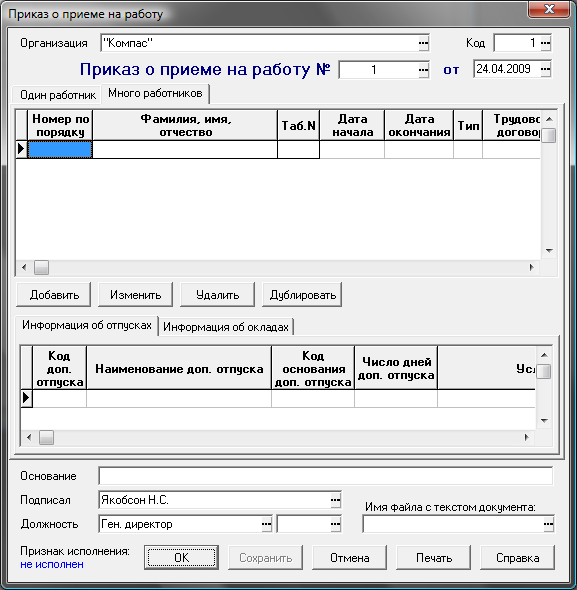 Приказ о приеме на работу
Организация "Компас" ... Код 1 ...
Приказ о приеме на работу № 1 ... от 24.04.2009 ...
Один работник Много работников
Номер по порядку Фамилия, имя, отчество Таб.N Дата начала Дата окончания Тип Трудово договор
Добавить Изменить Удалить Дублировать
Информация об отпусках Информация об окладах
Код доп. отпуска Наименование доп. отпуска Код основания доп. отпуска Число дней доп. отпуска Усл
Основание
Подписал Якобсон Н.С. ...
Имя файла с текстом документа:
Должность Ген. директор ... ... ...
Признак исполнения:
не исполнен
OK Сохранить Отмена Печать Справка